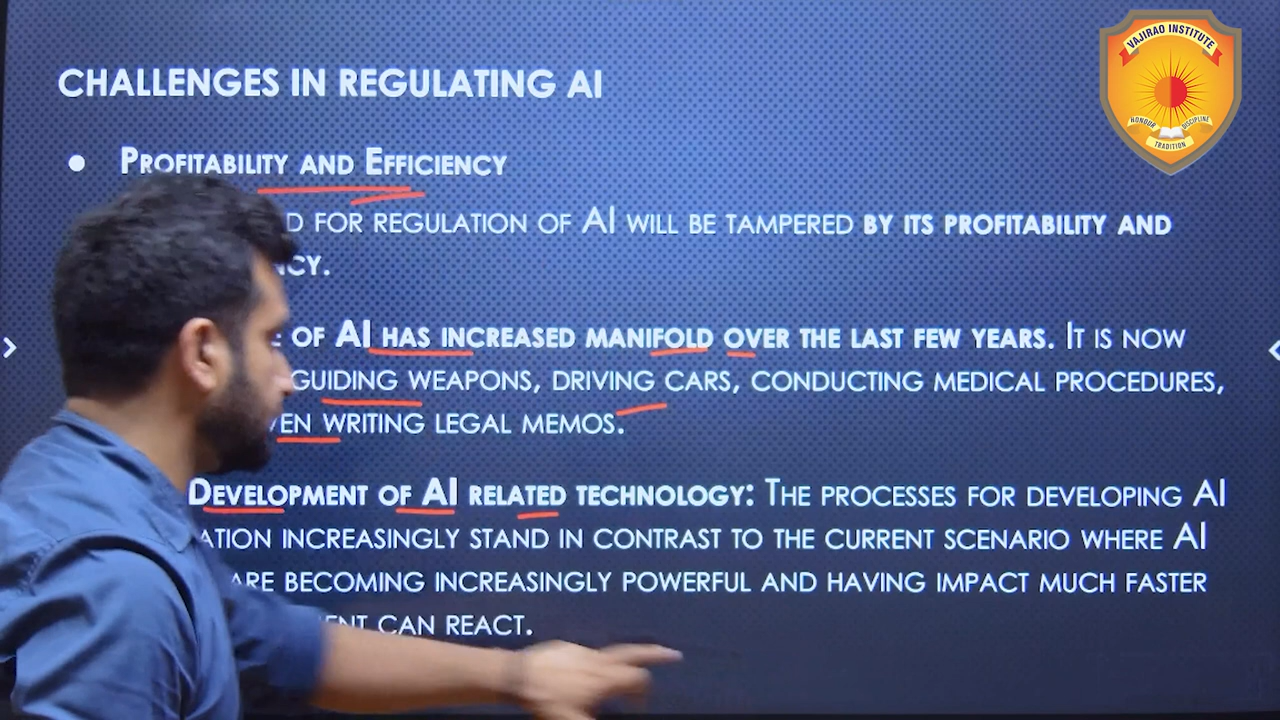 VAJIRAO INSTITUTE
HONOUR DISCIPLINE
TRADITION
CHALLENGES IN REGULATING AI
● PROFITABILITY AND EFFICIENCY
FOR REGULATION OF AI WILL BE TAMPERED BY ITS PROFITABILITY AND
OF AI HAS INCREASED MANIFOLD OVER THE LAST FEW YEARS. IT IS NOW
GUIDING WEAPONS, DRIVING CARS, CONDUCTING MEDICAL PROCEDURES,
WRITING LEGAL MEMOS.
DEVELOPMENT OF AI RELATED TECHNOLOGY: THE PROCESSES FOR DEVELOPING AI
INCREASINGLY STAND IN CONTRAST TO THE CURRENT SCENARIO WHERE AI
ARE BECOMING INCREASINGLY POWERFUL AND HAVING IMPACT MUCH FASTER
CAN REACT.